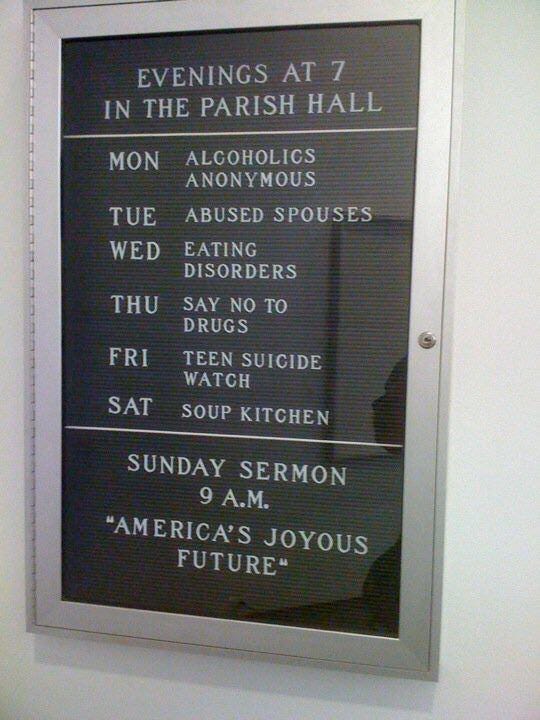 EVENINGS AT 7
IN THE PARISH HALL
MON ALCOHOLICS
ANONYMOUS
TUE ABUSED SPOUSES
WED EATING
DISORDERS
THU SAY NO TO
DRUGS
FRI TEEN SUICIDE
WATCH
SAT SOUP KITCHEN
SUNDAY SERMON
9 A.M.
"AMERICA'S JOYOUS
FUTURE"